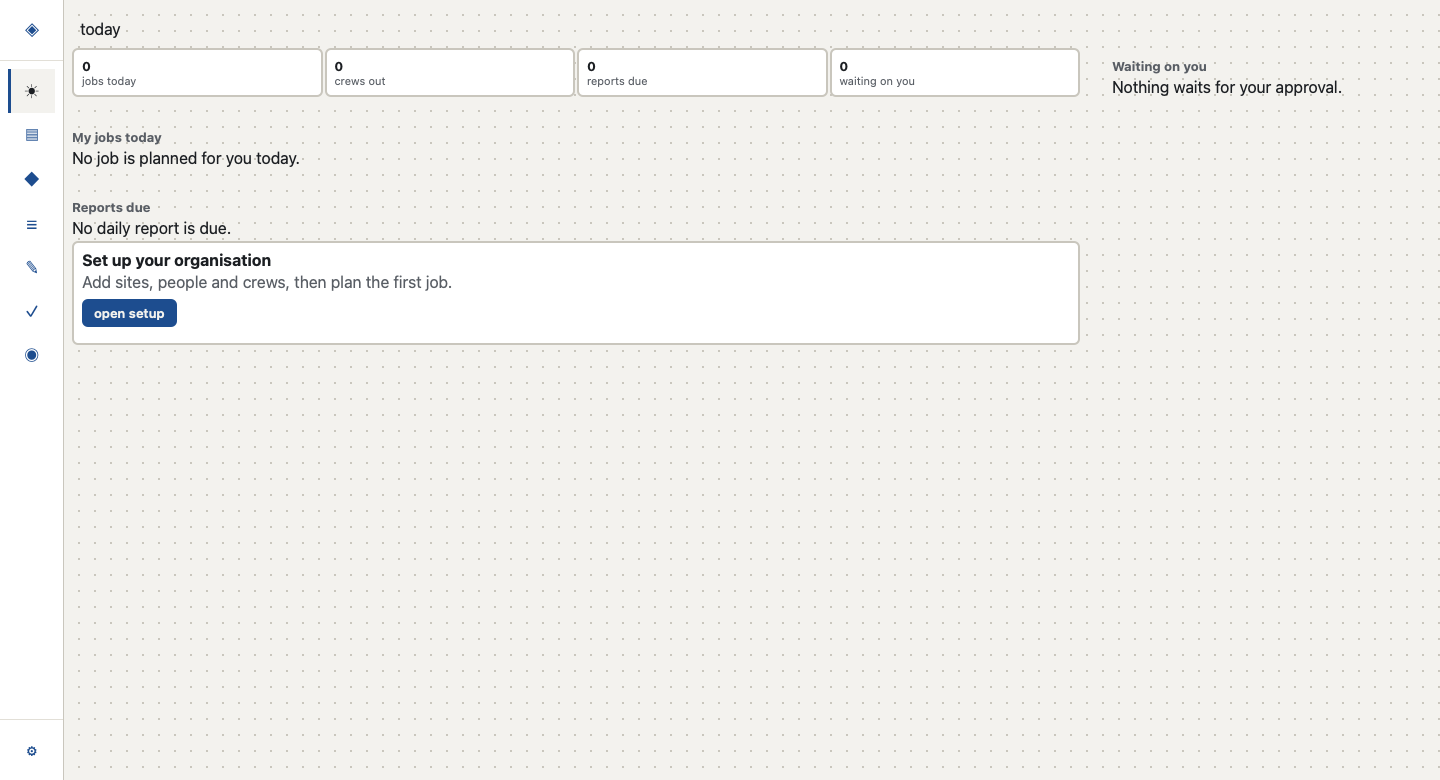 today
0
jobs today
0
crews out
0
reports due
0
waiting on you
Waiting on you
Nothing waits for your approval.
My jobs today
No job is planned for you today.
Reports due
No daily report is due.
Set up your organisation
Add sites, people and crews, then plan the first job.
open setup